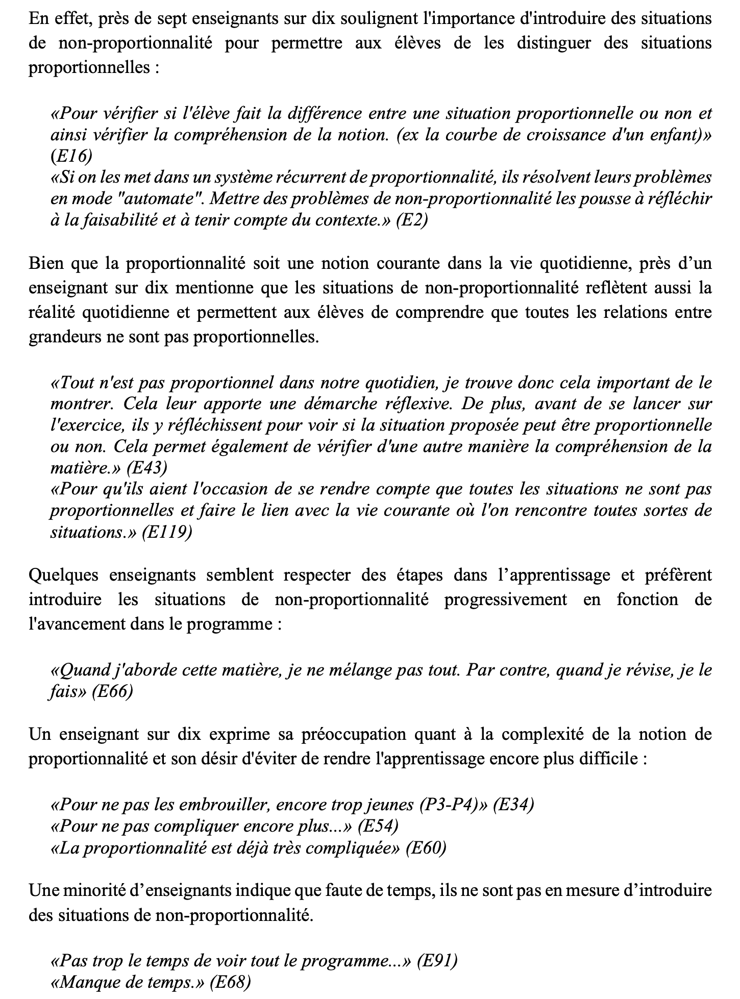 En effet, près de sept enseignants sur dix soulignent l'importance d'introduire des situations
de non-proportionnalité pour permettre aux élèves de les distinguer des situations
proportionnelles :
«Pour vérifier si l'élève fait la différence entre une situation proportionnelle ou non et
ainsi vérifier la compréhension de la notion. (ex la courbe de croissance d'un enfant)»
(E16)
«Si on les met dans un système récurrent de proportionnalité, ils résolvent leurs problèmes
en mode "automate". Mettre des problèmes de non-proportionnalité les pousse à réfléchir
à la faisabilité et à tenir compte du contexte.» (E2)
Bien que la proportionnalité soit une notion courante dans la vie quotidienne, près d’un
enseignant sur dix mentionne que les situations de non-proportionnalité reflètent aussi la
réalité quotidienne et permettent aux élèves de comprendre que toutes les relations entre
grandeurs ne sont pas proportionnelles.
«Tout n'est pas proportionnel dans notre quotidien, je trouve donc cela important de le
montrer. Cela leur apporte une démarche réflexive. De plus, avant de se lancer sur
l'exercice, ils y réfléchissent pour voir si la situation proposée peut être proportionnelle
ou non. Cela permet également de vérifier d'une autre manière la compréhension de la
matière.» (E43)
«Pour qu'ils aient l'occasion de se rendre compte que toutes les situations ne sont pas
proportionnelles et faire le lien avec la vie courante où l'on rencontre toutes sortes de
situations.» (E119)
Quelques enseignants semblent respecter des étapes dans l’apprentissage et préfèrent
introduire les situations de non-proportionnalité progressivement en fonction de
l'avancement dans le programme :
«Quand j'aborde cette matière, je ne mélange pas tout. Par contre, quand je révise, je le
fais» (E66)
Un enseignant sur dix exprime sa préoccupation quant à la complexité de la notion de
proportionnalité et son désir d'éviter de rendre l'apprentissage encore plus difficile :
«Pour ne pas les embrouiller, encore trop jeunes (P3-P4)» (E34)
«Pour ne pas compliquer encore plus...» (E54)
«La proportionnalité est déjà très compliquée» (E60)
Une minorité d’enseignants indique que faute de temps, ils ne sont pas en mesure d’introduire
des situations de non-proportionnalité.
«Pas trop le temps de voir tout le programme...» (E91)
«Manque de temps.» (E68)